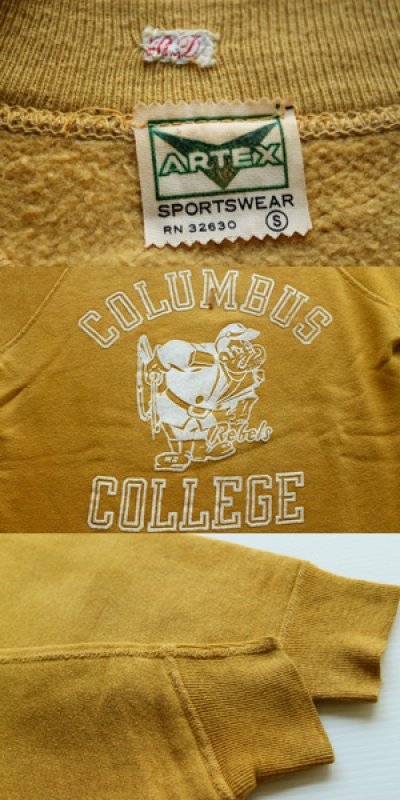 ARTEX
SPORTSWEAR
RN 32630 S
COLUMBUS
Rebels
COLLEGE